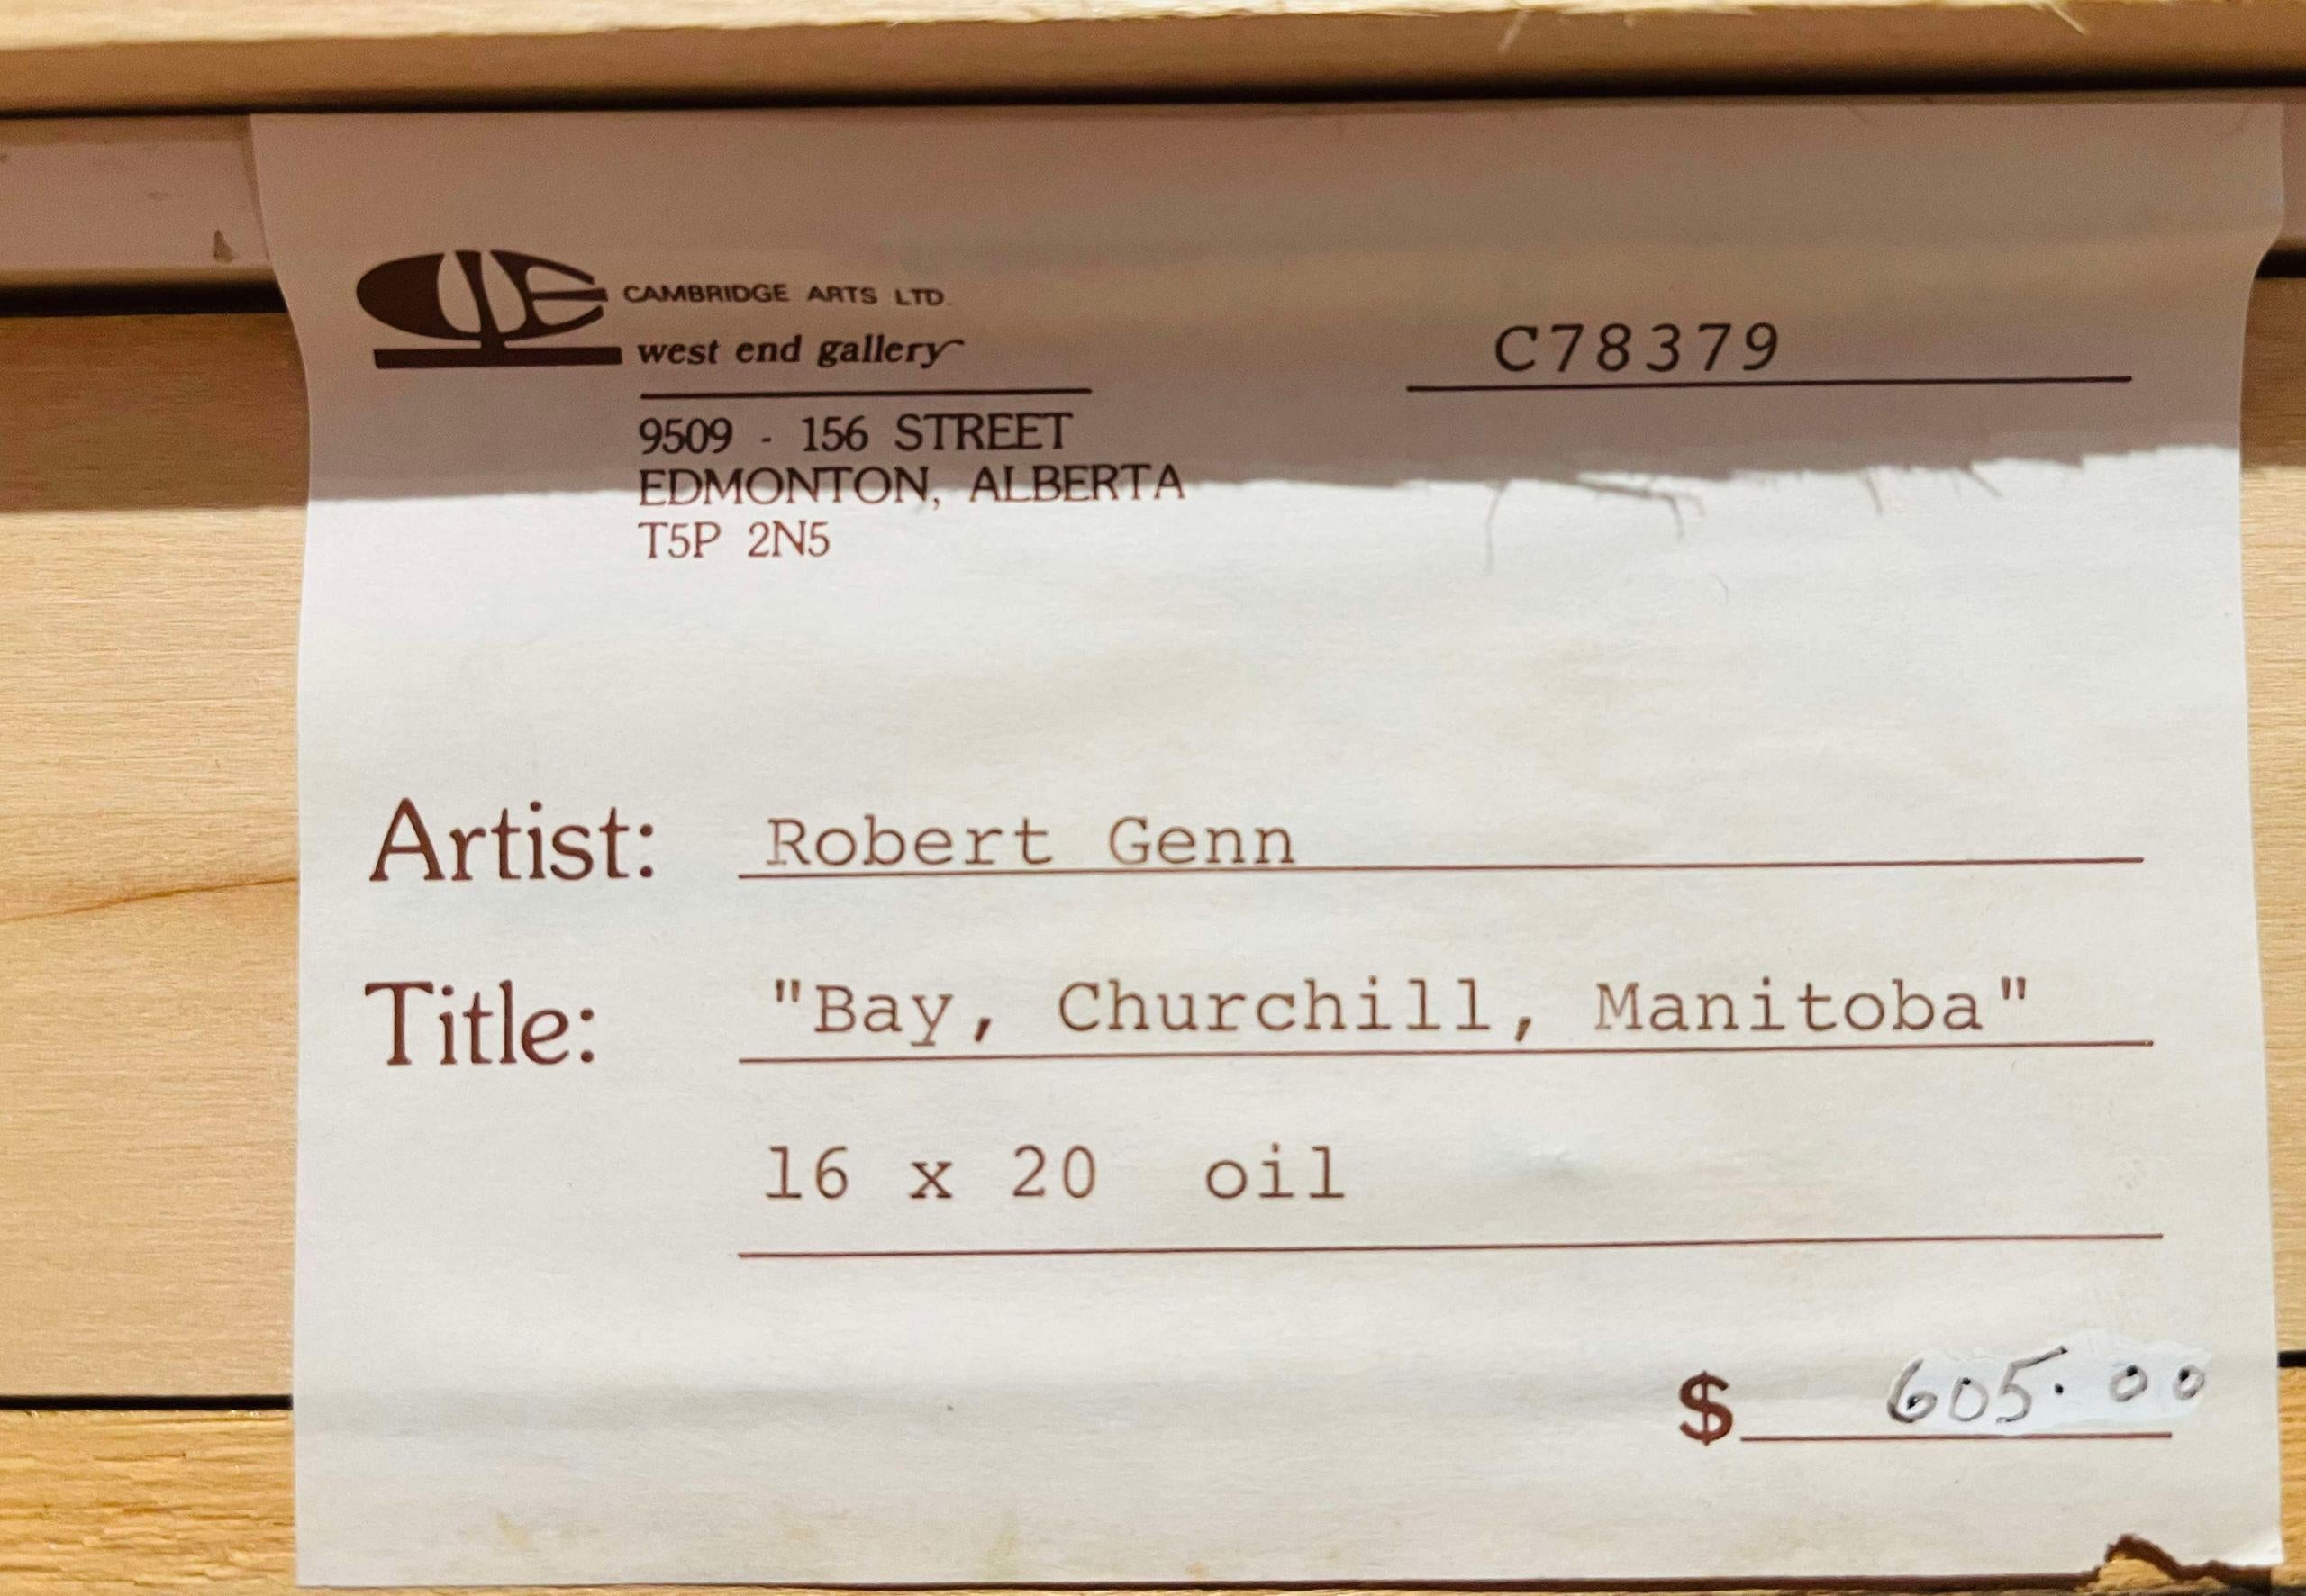 WE CAMBRIDGE ARTS LTD.
west end gallery
C78379
9509 - 156 STREET
EDMONTON, ALBERTA
T5P 2N5
Artist: Robert Genn
Title: "Bay, Churchill, Manitoba"
16 x 20 oil
$ 605.00